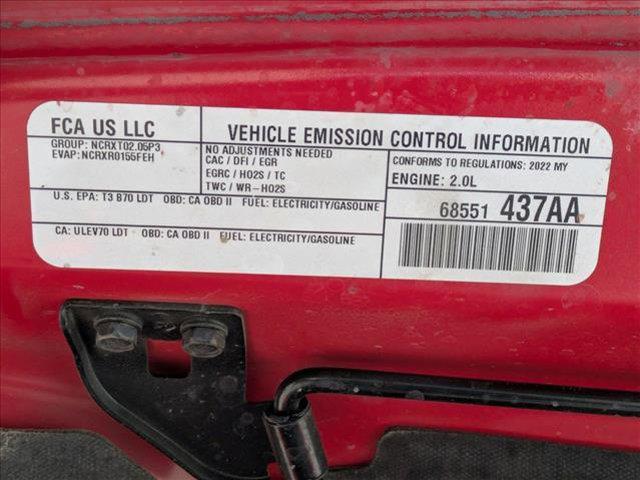 FCA US LLC
VEHICLE EMISSION CONTROL INFORMATION
GROUP: NCRXT02.05P3
EVAP: NCRXR0155FEH
NO ADJUSTMENTS NEEDED
CAC / DFI / EGR
EGRC / HO2S / TC
TWC / WR-HO2S
CONFORMS TO REGULATIONS: 2022 MY
ENGINE: 2.0L
U.S. EPA: T3 B70 LDT OBD: CA OBD II FUEL: ELECTRICITY/GASOLINE
CA: ULEV70 LDT OBD: CA OBD II FUEL: ELECTRICITY/GASOLINE
68551 437AA